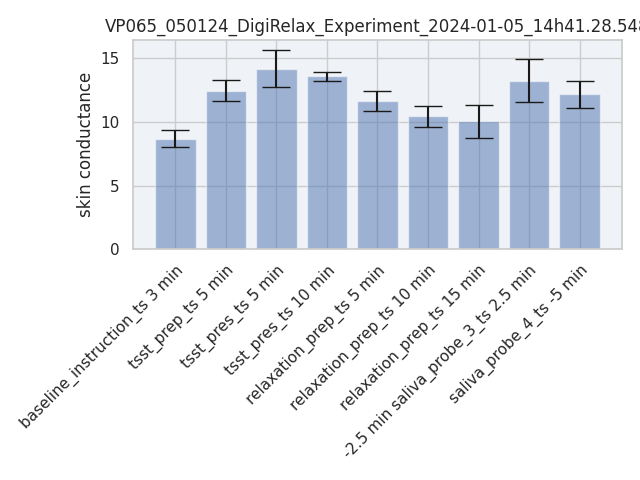 VP065_050124_DigiRelax_Experiment_2024-01-05_14h41.28.548
skin conductance
15
10
5
0
baseline_instruction_ts 3 min
tsst_prep_ts 5 min
tsst_pres_ts 5 min
tsst_pres_ts 10 min
relaxation_prep_ts 5 min
relaxation_prep_ts 10 min
relaxation_prep_ts 15 min
-2.5 min saliva_probe_3_ts 2.5 min
saliva_probe_4_ts -5 min